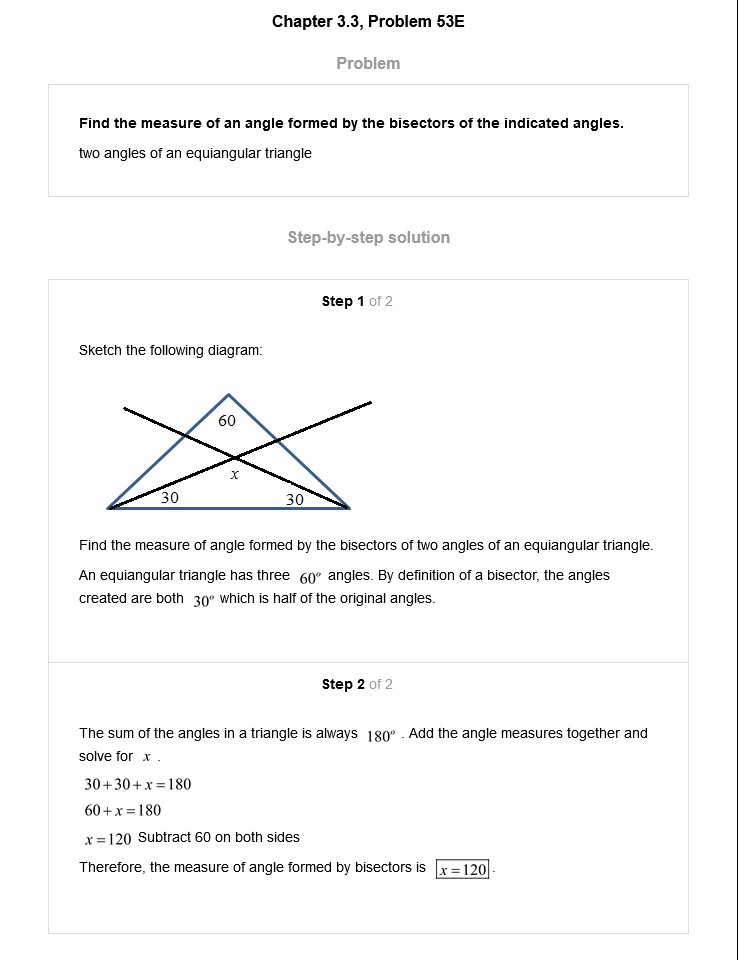 Chapter 3.3, Problem 53E
Problem
Find the measure of an angle formed by the bisectors of the indicated angles.
two angles of an equiangular triangle
Step-by-step solution
Step 1 of 2
Sketch the following diagram:
60
x
30
30
Find the measure of angle formed by the bisectors of two angles of an equiangular triangle.
An equiangular triangle has three 60° angles. By definition of a bisector, the angles
created are both 30° which is half of the original angles.
Step 2 of 2
The sum of the angles in a triangle is always 180° . Add the angle measures together and
solve for x .
30+30+x=180
60+x=180
x=120 Subtract 60 on both sides
Therefore, the measure of angle formed by bisectors is x=120 .